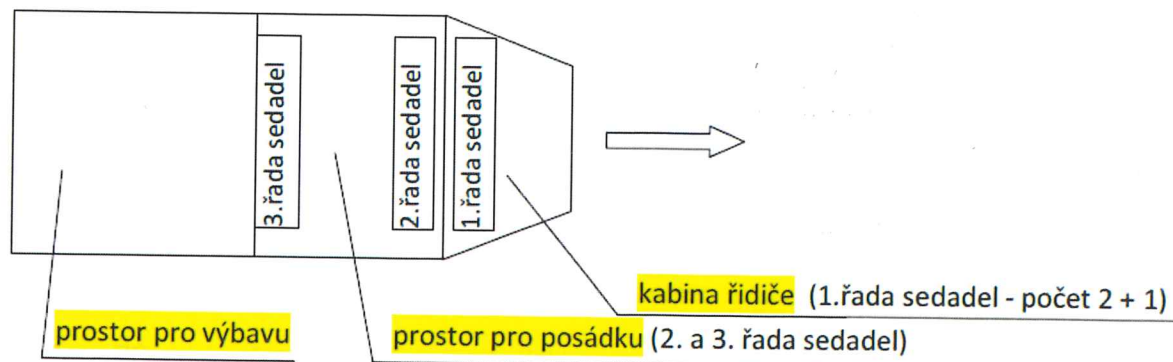 3.řada sedadel
2.řada sedadel
1.řada sedadel
kabina řidiče (1.řada sedadel - počet 2 + 1)
prostor pro výbavu
prostor pro posádku (2. a 3. řada sedadel)